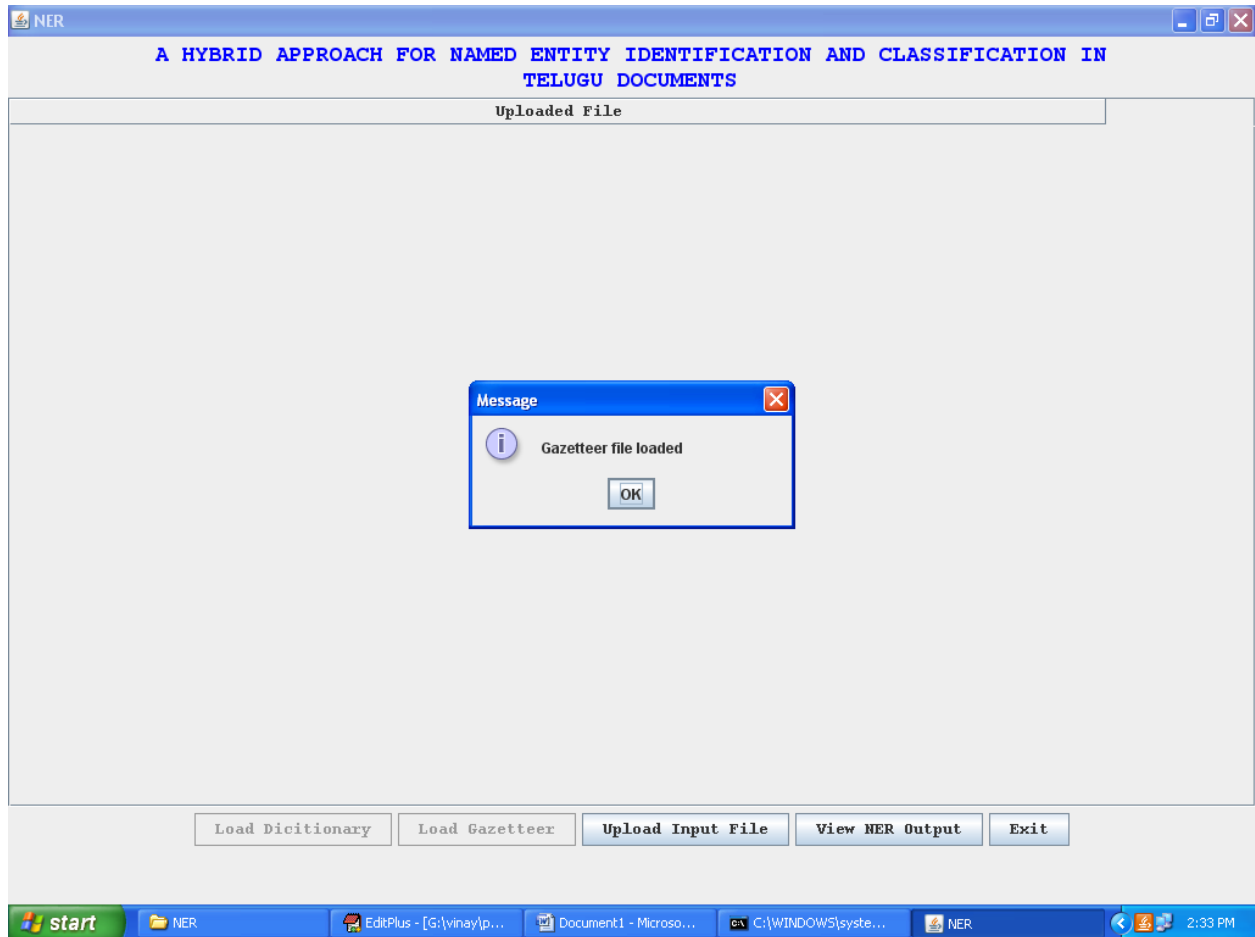 NER
A HYBRID APPROACH FOR NAMED ENTITY IDENTIFICATION AND CLASSIFICATION IN
TELUGU DOCUMENTS
Uploaded File
Message
Gazetteer file loaded
OK
Load Dicitionary Load Gazetteer Upload Input File View NER Output Exit
start NER EditPlus - [G:\vinay\p... Document1 - Microso... C:\WINDOWS\syste... NER 2:33 PM